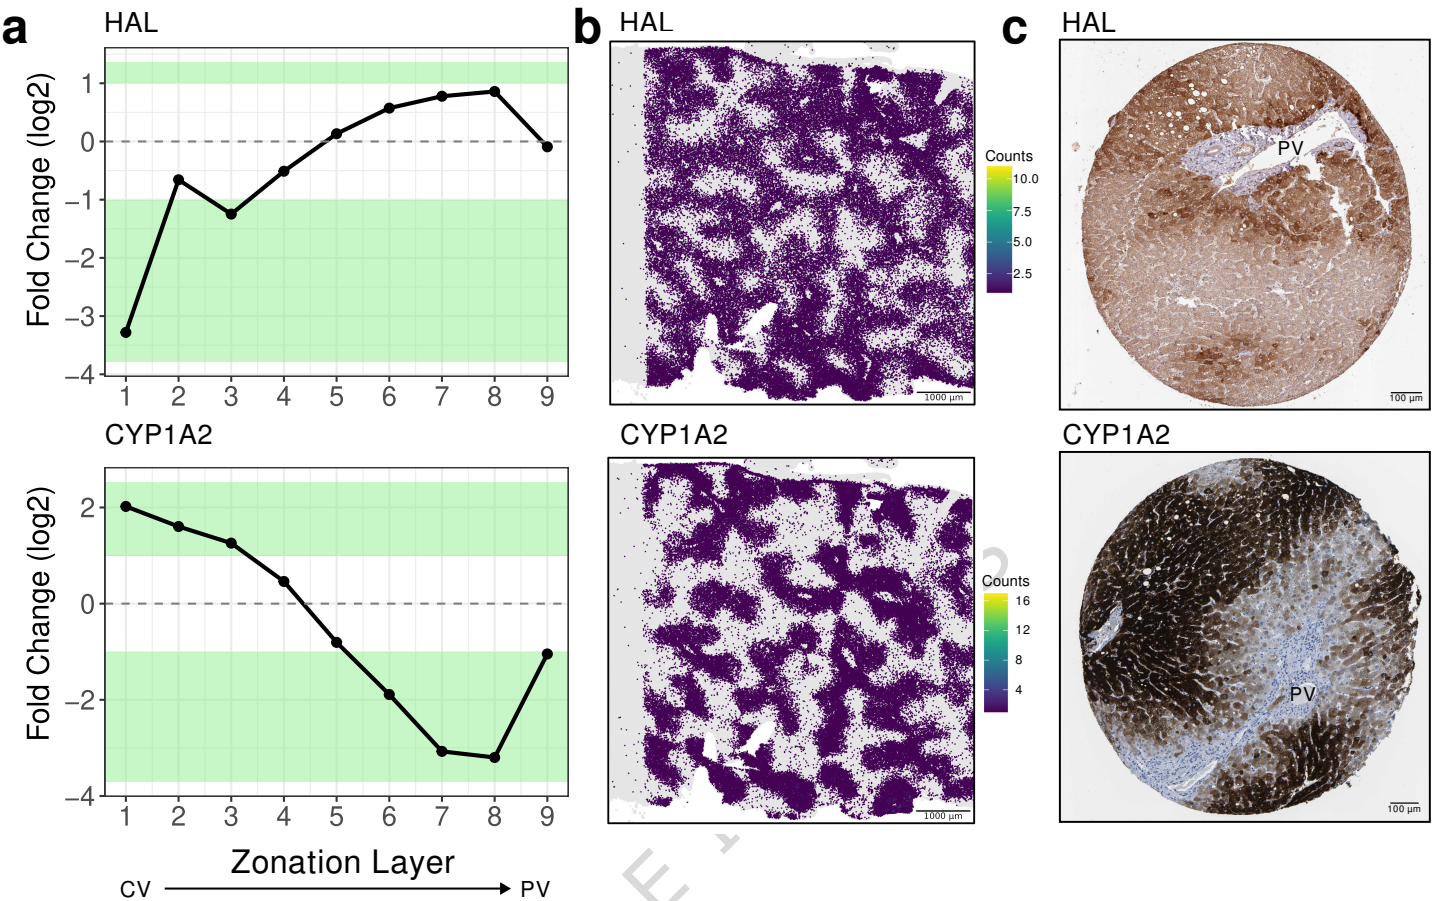 a
HAL
Fold Change (log2)
1
0
−1
−2
−3
−4
1 2 3 4 5 6 7 8 9
CYP1A2
Fold Change (log2)
2
0
−2
−4
1 2 3 4 5 6 7 8 9
Zonation Layer
CV PV
b
HAL
1000 µm
Counts
10.0
7.5
5.0
2.5
CYP1A2
1000 µm
Counts
16
12
8
4
c
HAL
PV
100 µm
CYP1A2
PV
100 µm
E